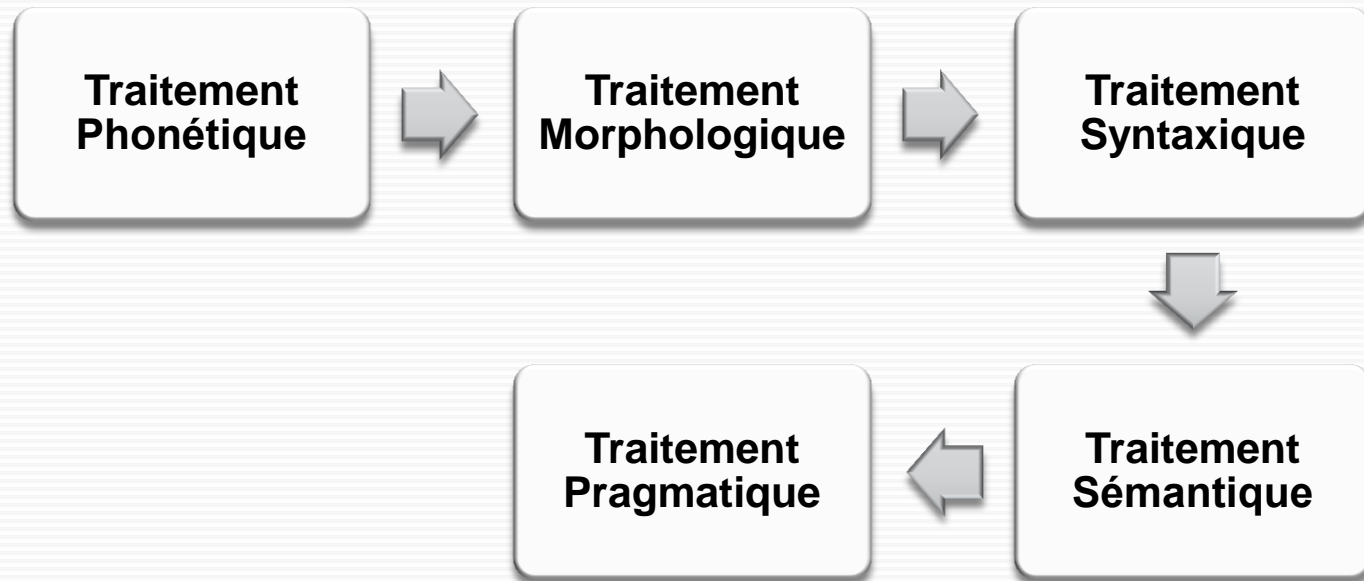 Traitement
Phonétique
Traitement
Morphologique
Traitement
Syntaxique
Traitement
Sémantique
Traitement
Pragmatique